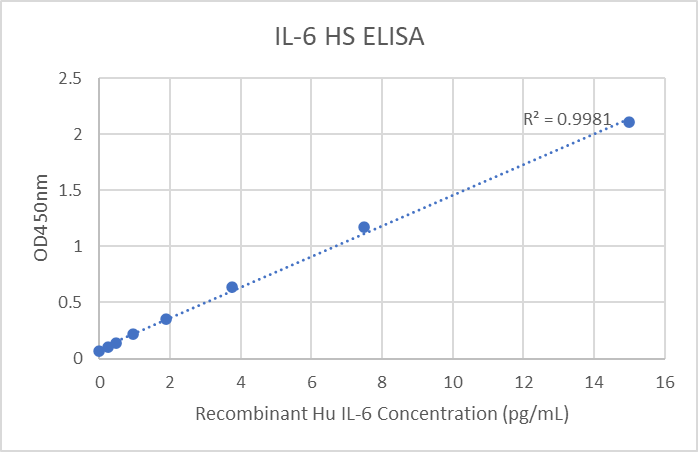 IL-6 HS ELISA
2.5
R² = 0.9981
2
1.5
1
0.5
0
OD450nm
0 2 4 6 8 10 12 14 16
Recombinant Hu IL-6 Concentration (pg/mL)